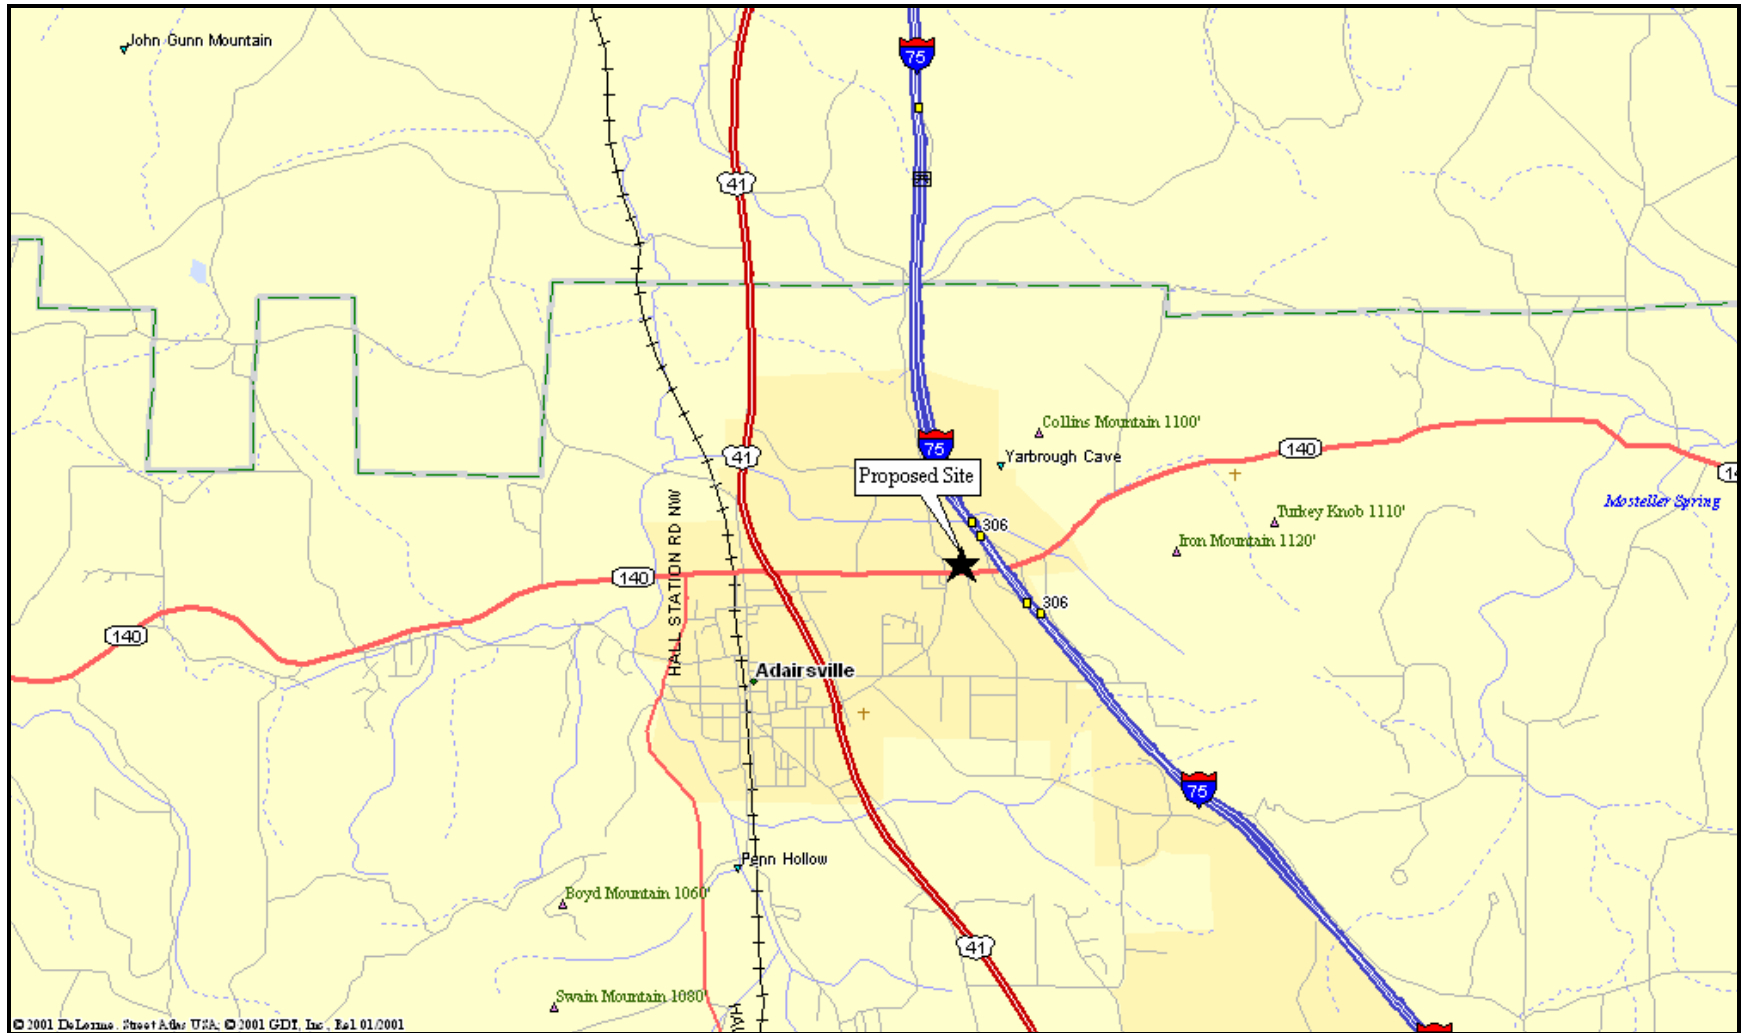 John Gunn Mountain
75
41
Collins Mountain 1100'
75
140
41
Yarbrough Cave
Proposed Site
14
Mosteller Spring
Turkey Knob 1110'
306
Iron Mountain 1120'
HALL STATION RD NW
140
306
140
Adairsville
75
Penn Hollow
Boyd Mountain 1060'
41
Swain Mountain 1080'
HAL
© 2001 DeLorme. Street Atlas USA; © 2001 GDT, Inc., Rel. 01/2001